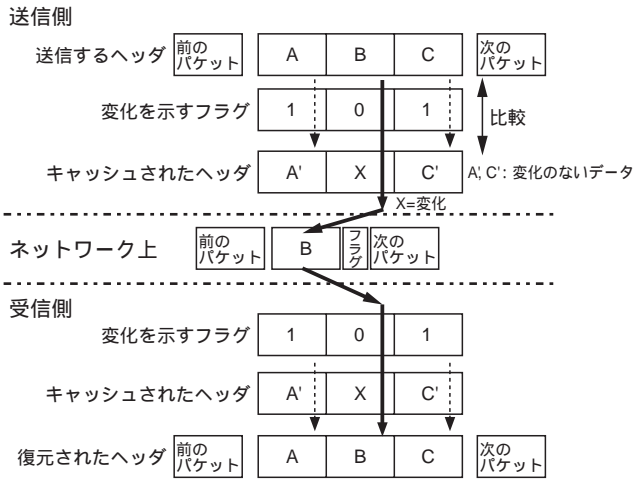 送信側
送信するヘッダ 前の パケット A B C 次の パケット
変化を示すフラグ 1 0 1 比較
キャッシュされたヘッダ A' X C' A', C': 変化のないデータ
X=変化
ネットワーク上 前の パケット B フラグ 次の パケット
受信側
変化を示すフラグ 1 0 1
キャッシュされたヘッダ A' X C'
復元されたヘッダ 前の パケット A B C 次の パケット